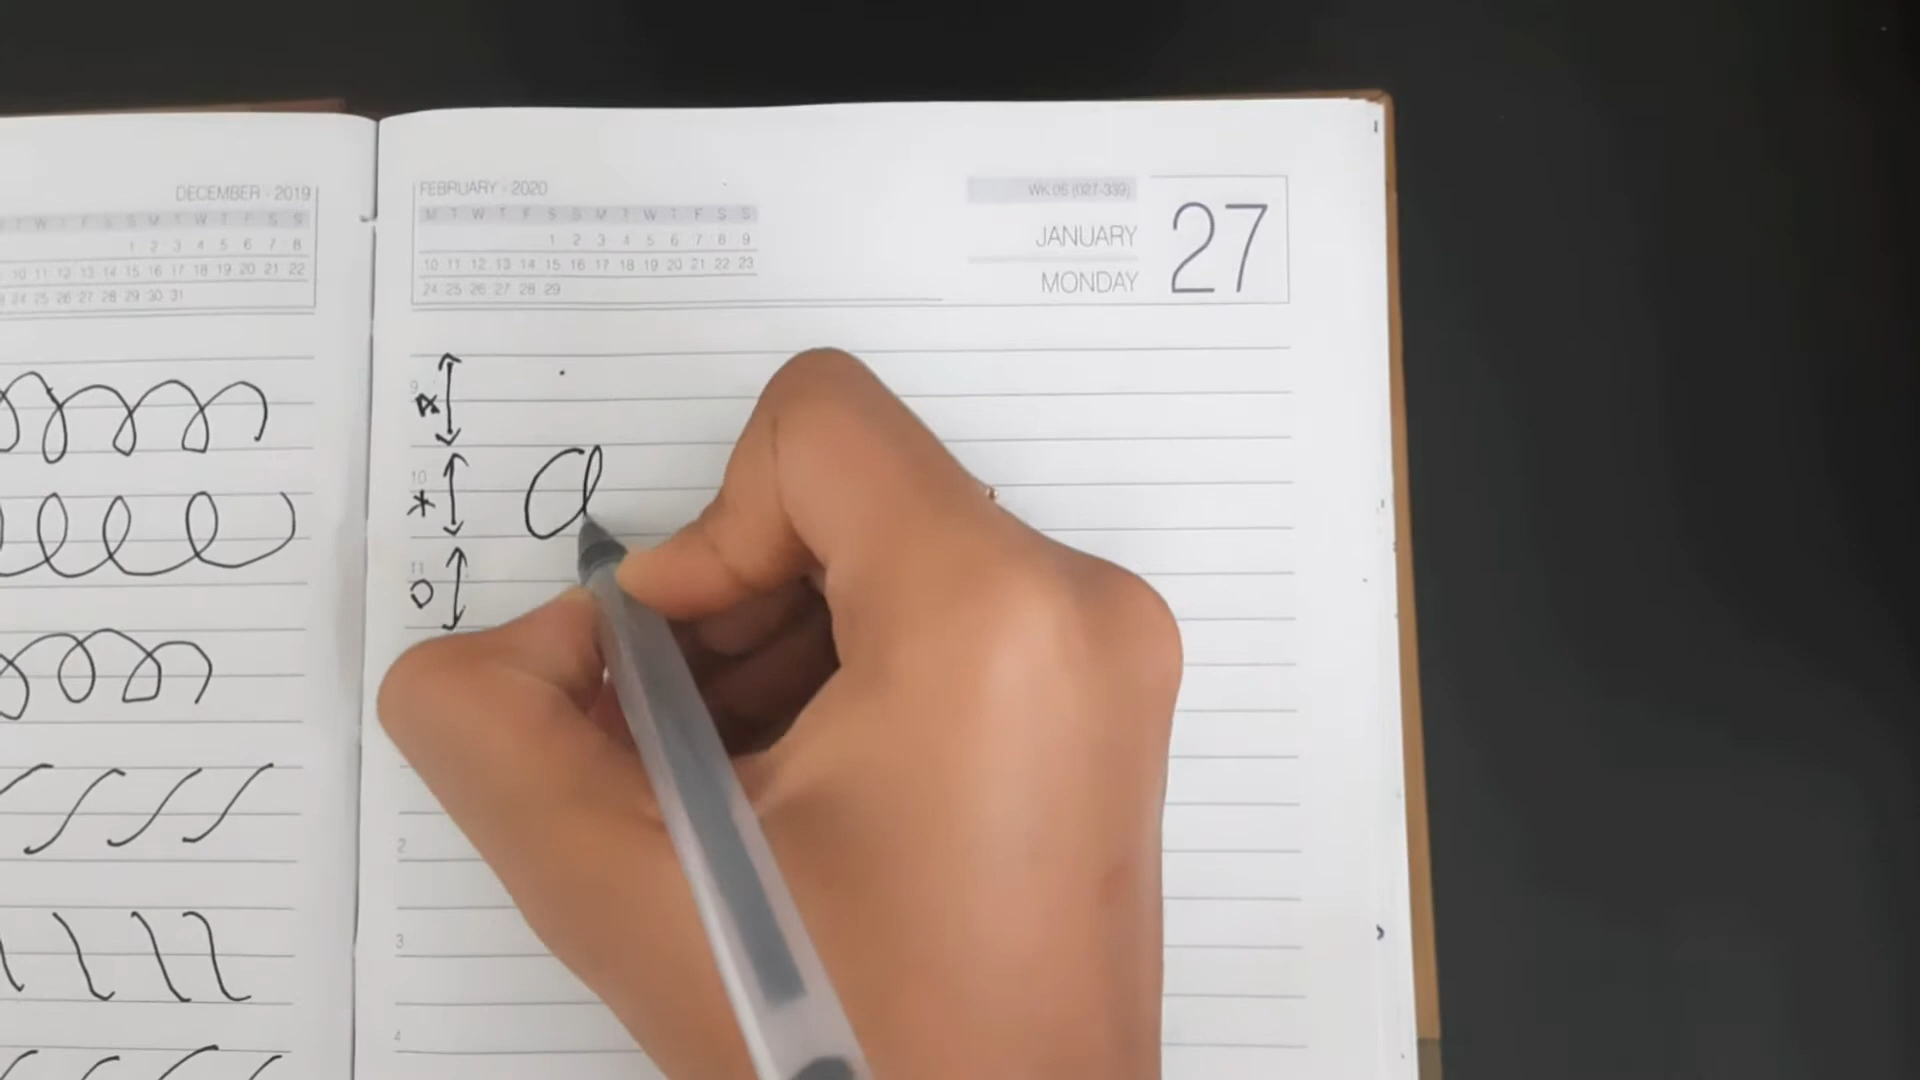 DECEMBER - 2019
T W T F S S M T W T F S S
1 2 3 4 5 6 7 8
10 11 12 13 14 15 16 17 18 19 20 21 22
24 25 26 27 28 29 30 31
FEBRUARY - 2020
M T W T F S S M T W T F S S
1 2 3 4 5 6 7 8 9
10 11 12 13 14 15 16 17 18 19 20 21 22 23
24 25 26 27 28 29
WK 05 (027-339)
JANUARY
27
MONDAY
9
10
a
11
2
3
4